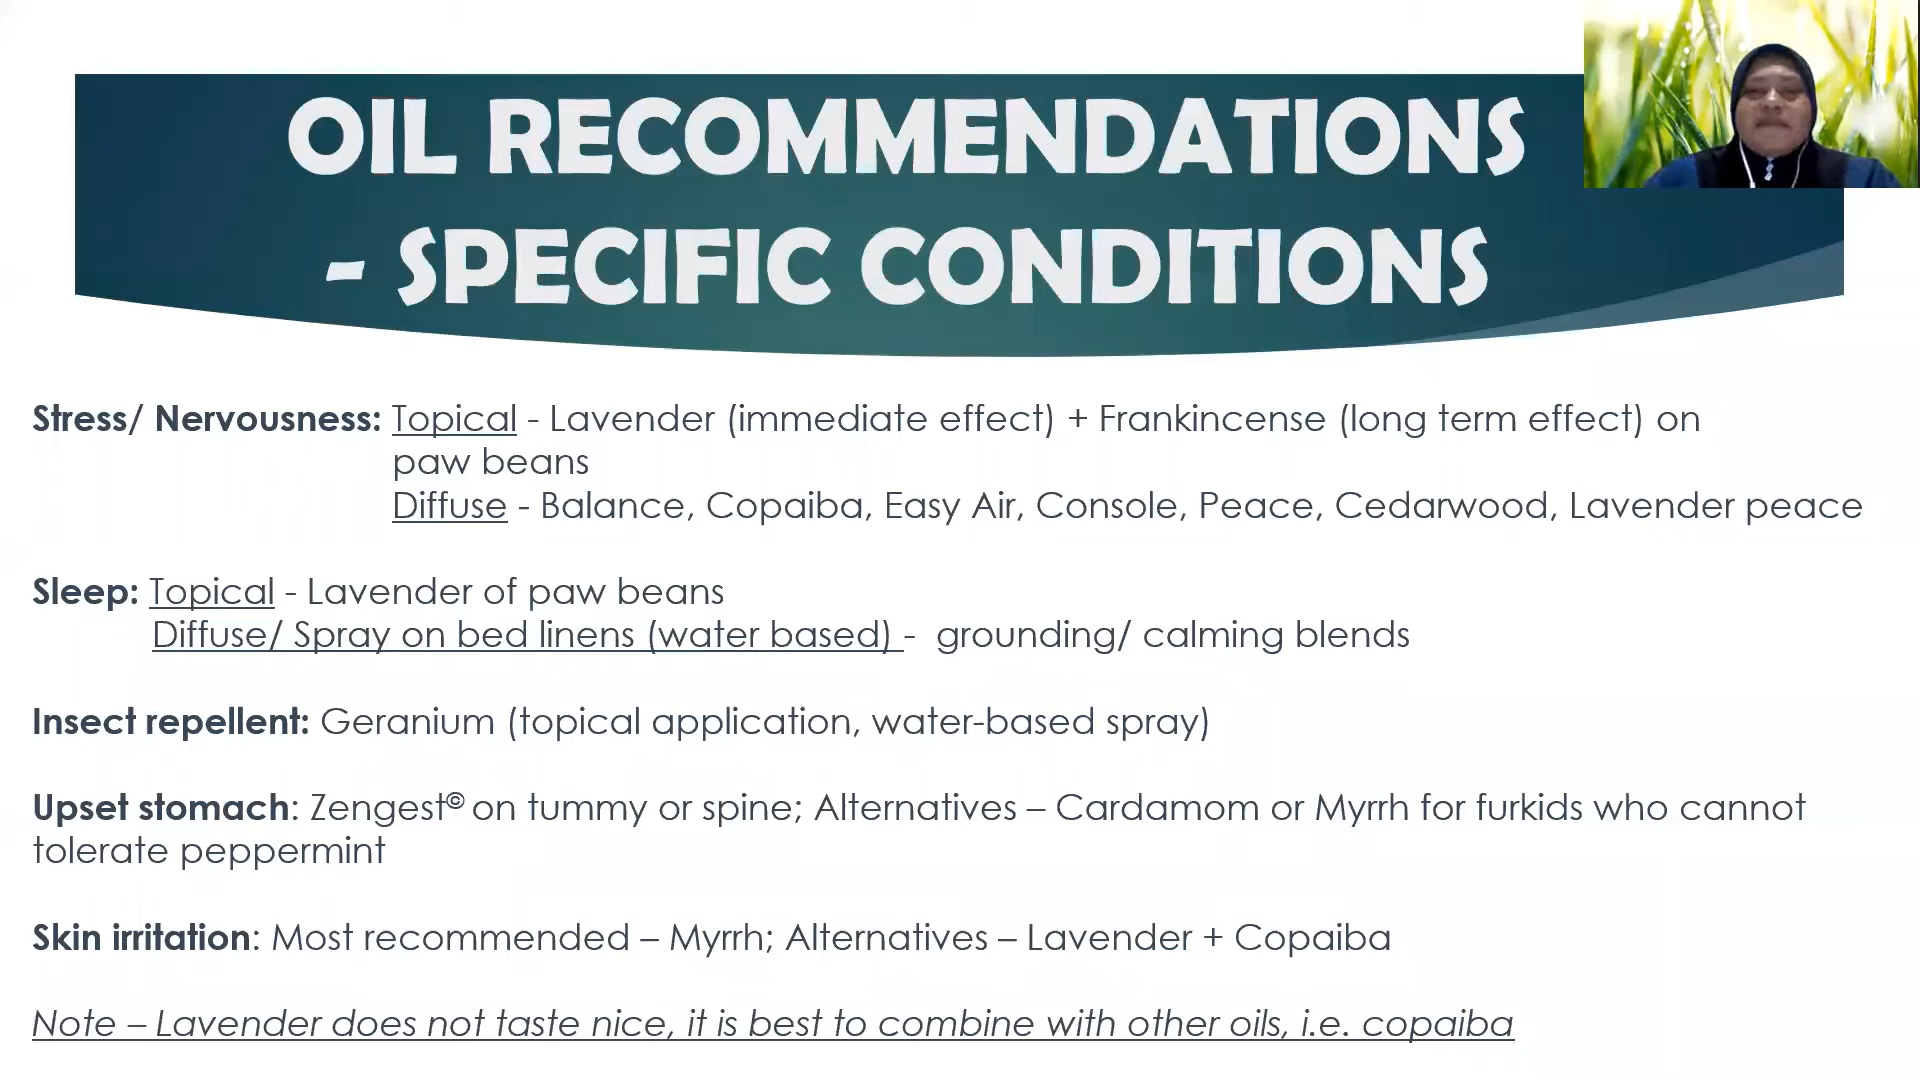 OIL RECOMMENDATIONS
- SPECIFIC CONDITIONS
Stress/ Nervousness: Topical - Lavender (immediate effect) + Frankincense (long term effect) on
paw beans
Diffuse - Balance, Copaiba, Easy Air, Console, Peace, Cedarwood, Lavender peace
Sleep: Topical - Lavender of paw beans
Diffuse/ Spray on bed linens (water based) - grounding/ calming blends
Insect repellent: Geranium (topical application, water-based spray)
Upset stomach: Zengest© on tummy or spine; Alternatives – Cardamom or Myrrh for furkids who cannot
tolerate peppermint
Skin irritation: Most recommended – Myrrh; Alternatives – Lavender + Copaiba
Note – Lavender does not taste nice, it is best to combine with other oils, i.e. copaiba